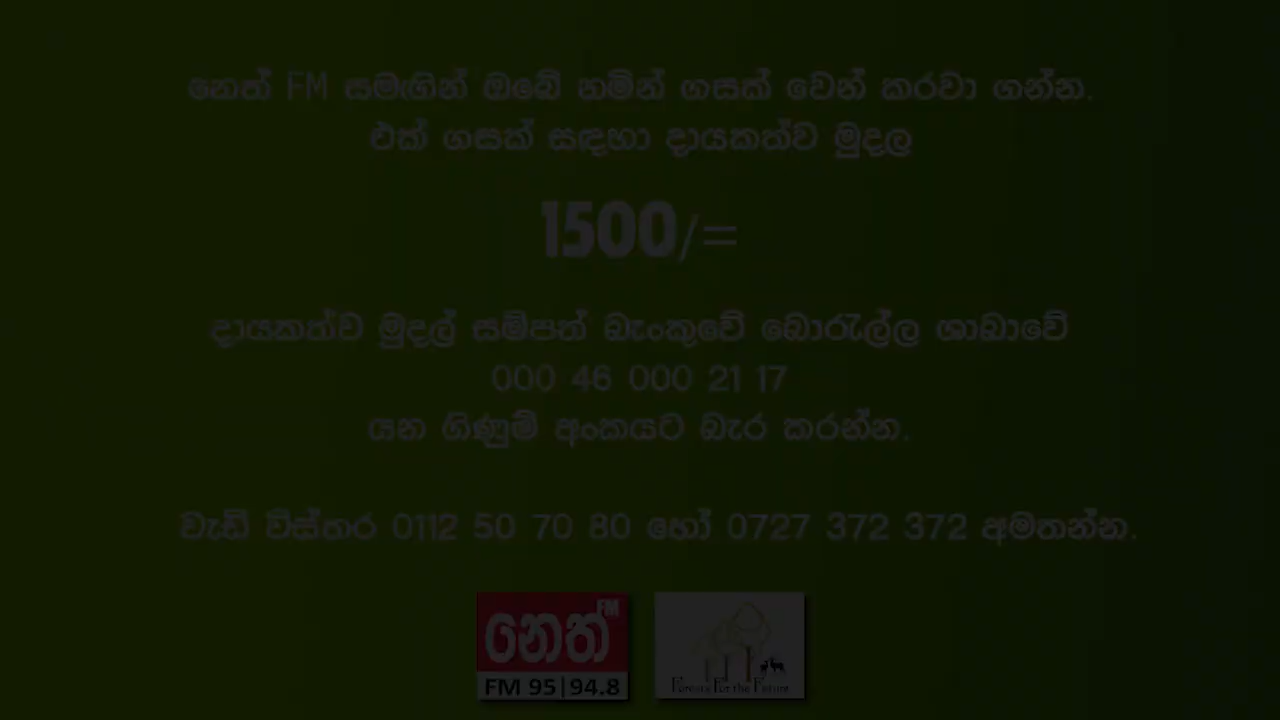 නෙත් FM සමඟින් ඔබේ නමින් ගසක් වෙන් කරවා ගන්න.
එක් ගසක් සඳහා දායකත්ව මුදල
1500/=
දායකත්ව මුදල් සම්පත් බැංකුවේ බොරැල්ල ශාඛාවේ
000 46 000 21 17
යන ගිණුම් අංකයට බැර කරන්න.
වැඩි විස්තර 0112 50 70 80 හෝ 0727 372 372 අමතන්න.
නෙත් FM
FM 95|94.8
Forests For the Future